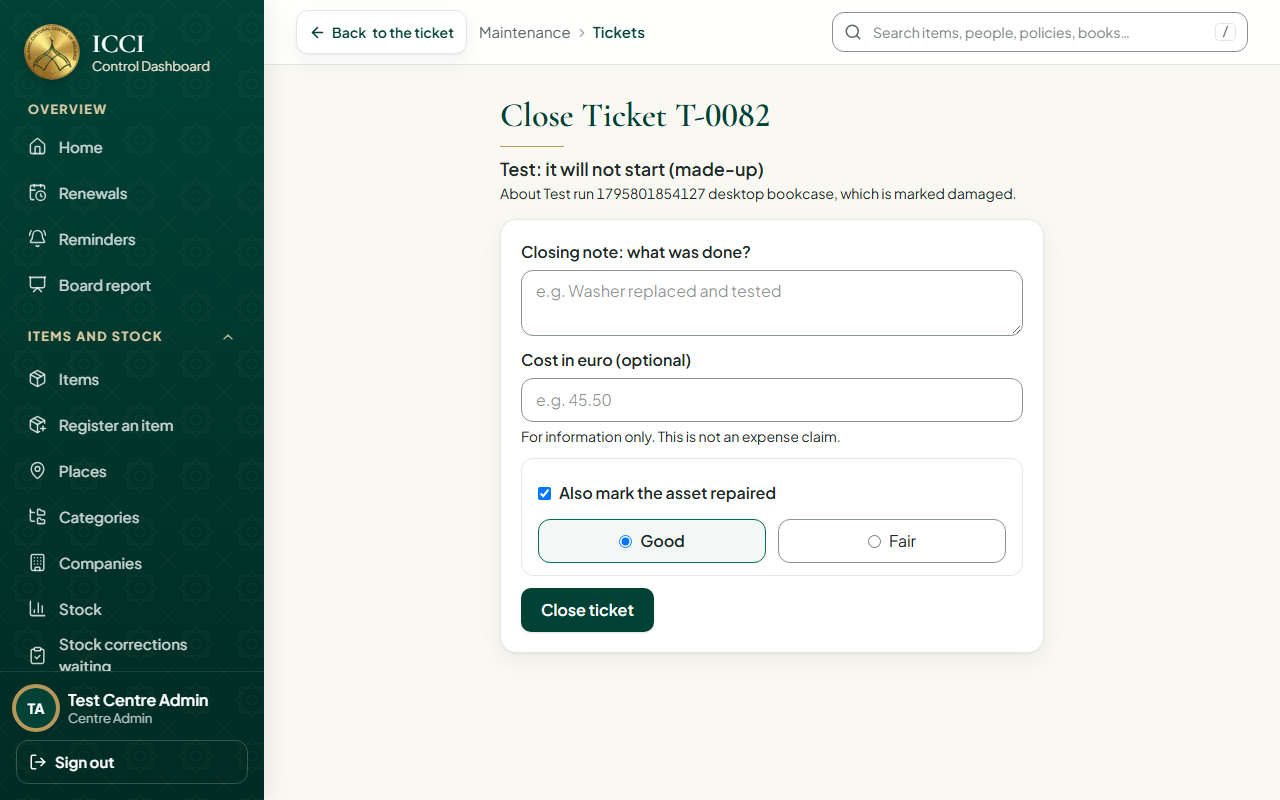 ICCI
Control Dashboard
OVERVIEW
Home
Renewals
Reminders
Board report
ITEMS AND STOCK
Items
Register an item
Places
Categories
Companies
Stock
Stock corrections
waiting
TA
Test Centre Admin
Centre Admin
Sign out
Back to the ticket
Maintenance › Tickets
Search items, people, policies, books…
/
Close Ticket T-0082
Test: it will not start (made-up)
About Test run 1795801854127 desktop bookcase, which is marked damaged.
Closing note: what was done?
e.g. Washer replaced and tested
Cost in euro (optional)
e.g. 45.50
For information only. This is not an expense claim.
Also mark the asset repaired
Good
Fair
Close ticket